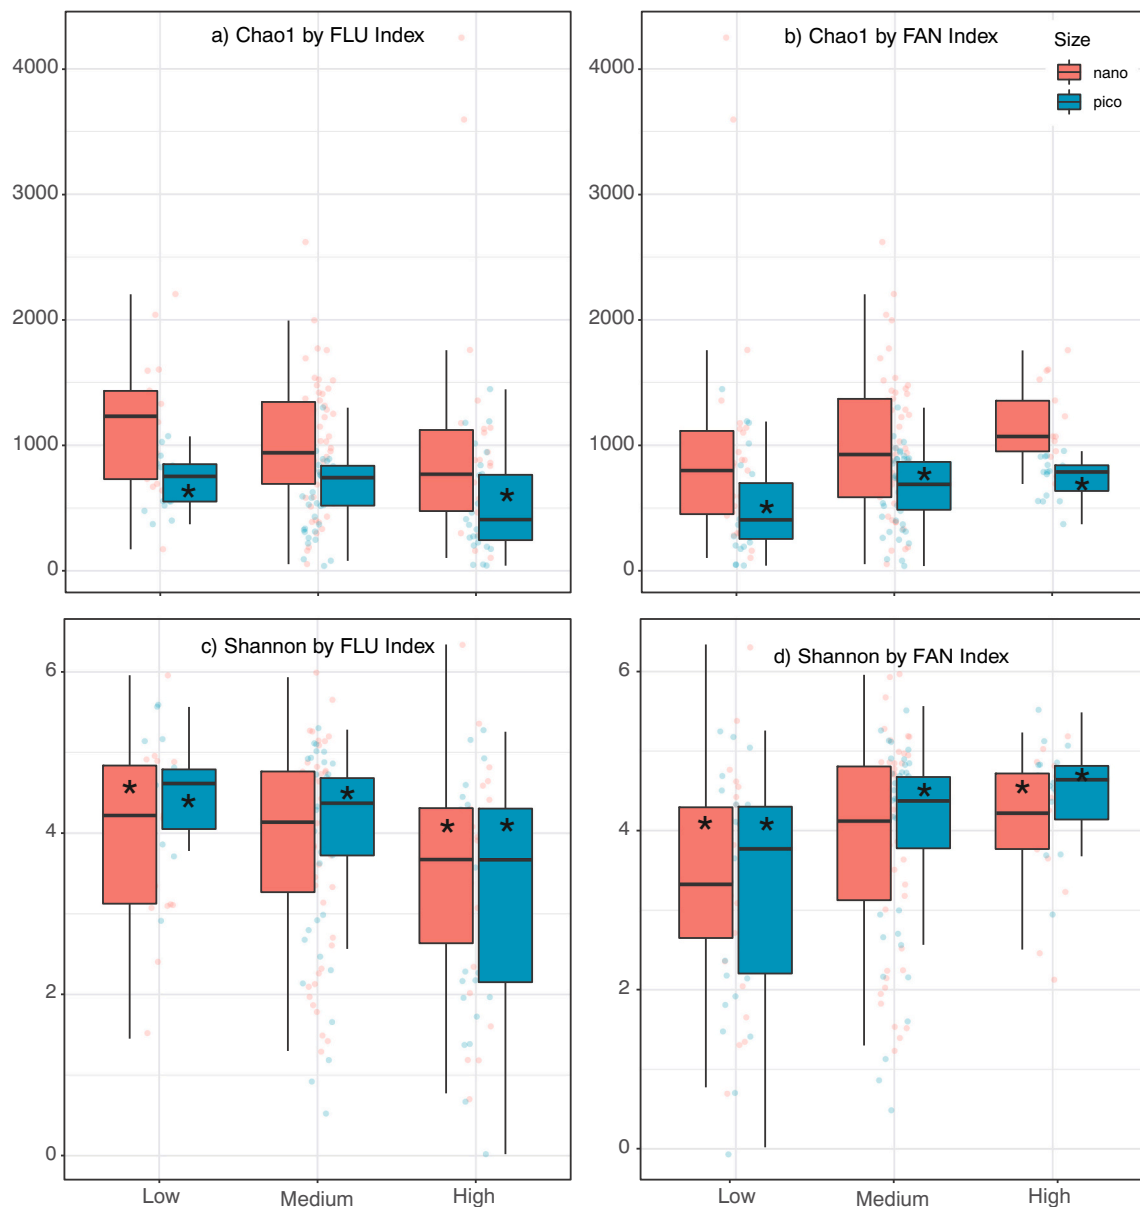 a) Chao1 by FLU Index
4000
3000
2000
1000
0
b) Chao1 by FAN Index
Size
nano
pico
4000
3000
2000
1000
0
*
*
*
*
*
c) Shannon by FLU Index
6
4
2
0
*
*
*
*
*
Low
Medium
High
d) Shannon by FAN Index
6
4
2
0
*
*
*
*
*
Low
Medium
High